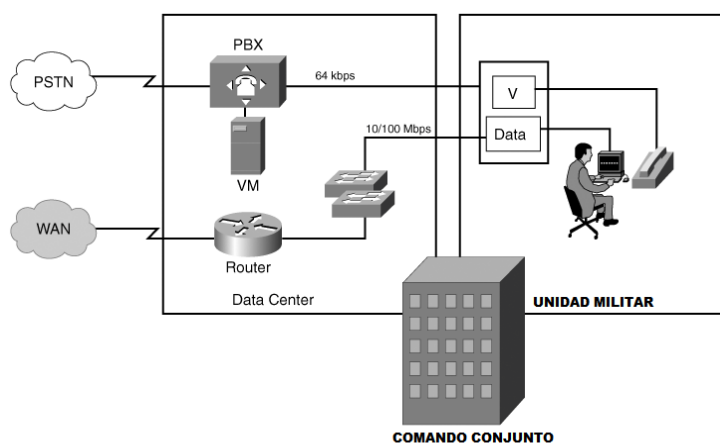 PBX
PSTN
64 kbps
V
10/100 Mbps
Data
VM
WAN
Router
Data Center
UNIDAD MILITAR
COMANDO CONJUNTO